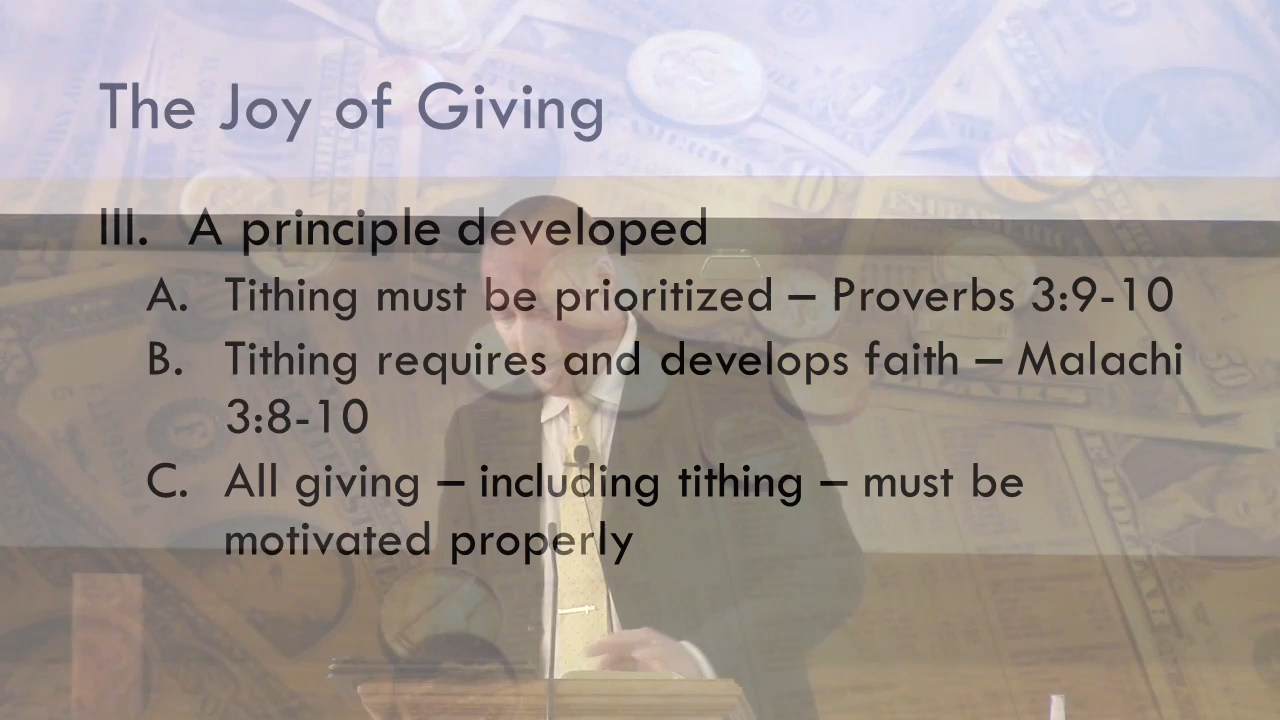 The Joy of Giving
III. A principle developed
A. Tithing must be prioritized – Proverbs 3:9-10
B. Tithing requires and develops faith – Malachi
3:8-10
C. All giving – including tithing – must be
motivated properly